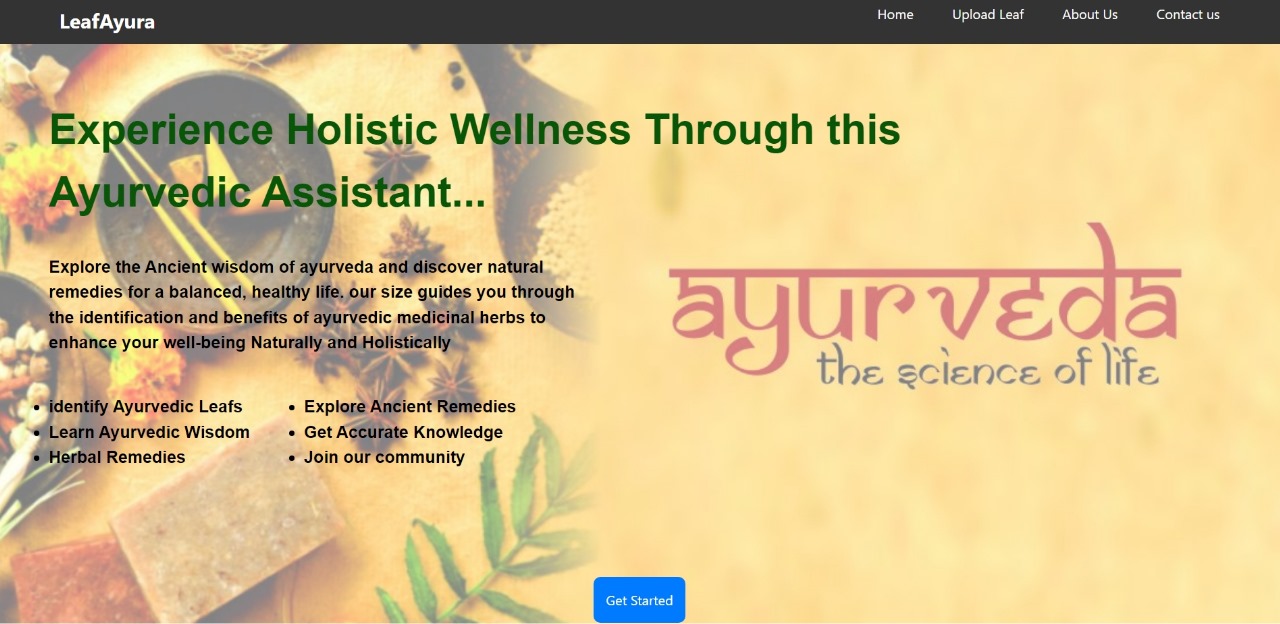 LeafAyura
Home
Upload Leaf
About Us
Contact us
Experience Holistic Wellness Through this
Ayurvedic Assistant...
Explore the Ancient wisdom of ayurveda and discover natural
remedies for a balanced, healthy life. our size guides you through
the identification and benefits of ayurvedic medicinal herbs to
enhance your well-being Naturally and Holistically
identify Ayurvedic Leafs
Learn Ayurvedic Wisdom
Herbal Remedies
Explore Ancient Remedies
Get Accurate Knowledge
Join our community
ayurveda
the science of life
Get Started